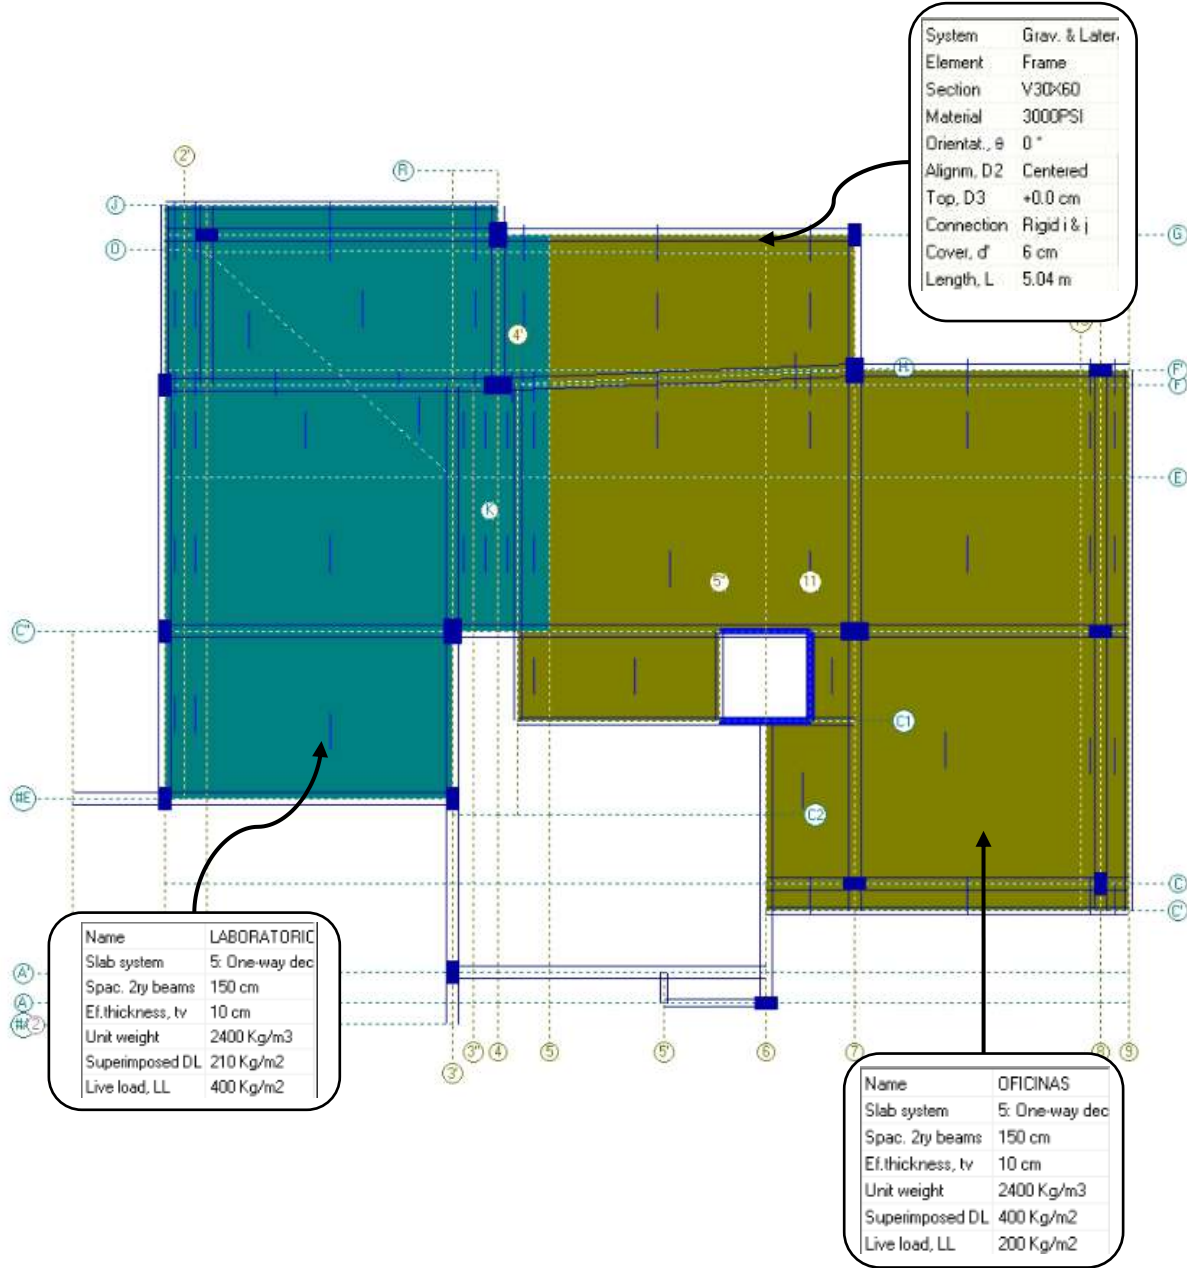 System Grav. & Later
Element Frame
Section V30X60
Material 3000PSI
Orientat., θ 0 °
Alignm, D2 Centered
Top, D3 +0.0 cm
Connection Rigid i & j
Cover, d' 6 cm
Length, L 5.04 m
2'
R
J
G
O
4'
H
F'
F
E
K
5'
11
C''
C1
#E
C2
C
C'
A'
A
2
3'
3''
4
5
5'
6
7
8
9
Name LABORATORIC
Slab system 5: One-way dec
Spac. 2ry beams 150 cm
Ef.thickness, tv 10 cm
Unit weight 2400 Kg/m3
Superimposed DL 210 Kg/m2
Live load, LL 400 Kg/m2
Name OFICINAS
Slab system 5: One-way dec
Spac. 2ry beams 150 cm
Ef.thickness, tv 10 cm
Unit weight 2400 Kg/m3
Superimposed DL 400 Kg/m2
Live load, LL 200 Kg/m2